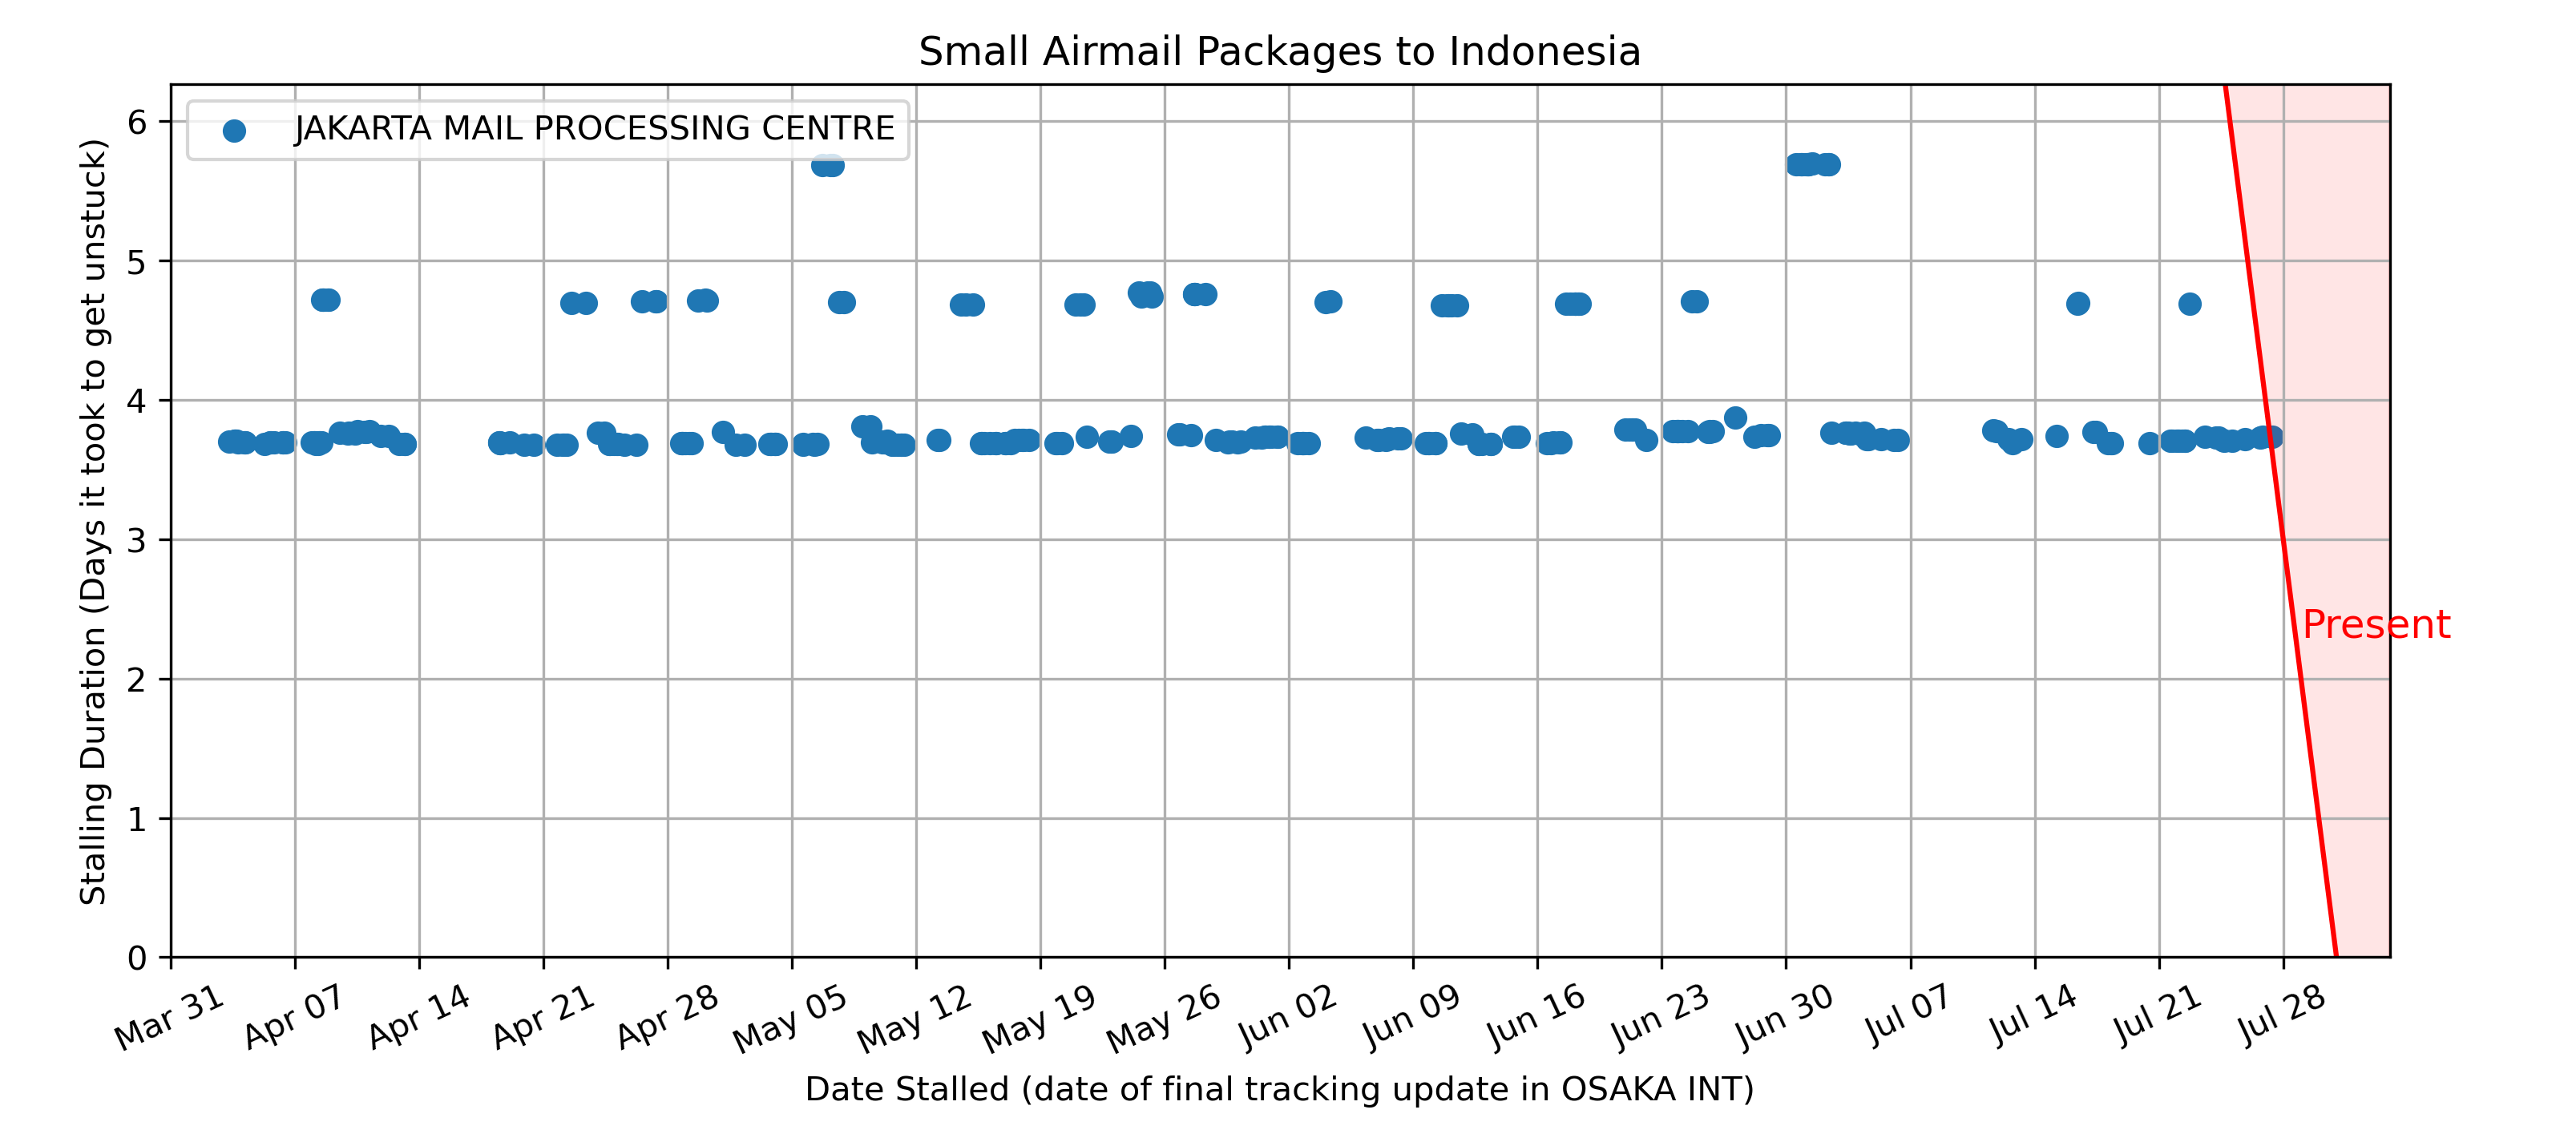 Small Airmail Packages to Indonesia
JAKARTA MAIL PROCESSING CENTRE
Stalling Duration (Days it took to get unstuck)
6
5
4
3
2
1
0
Present
Mar 31
Apr 07
Apr 14
Apr 21
Apr 28
May 05
May 12
May 19
May 26
Jun 02
Jun 09
Jun 16
Jun 23
Jun 30
Jul 07
Jul 14
Jul 21
Jul 28
Date Stalled (date of final tracking update in OSAKA INT)